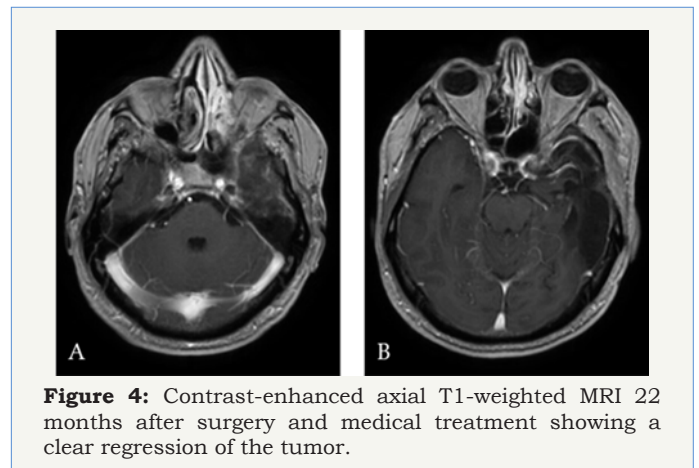 A
B
Figure 4: Contrast-enhanced axial T1-weighted MRI 22
months after surgery and medical treatment showing a
clear regression of the tumor.